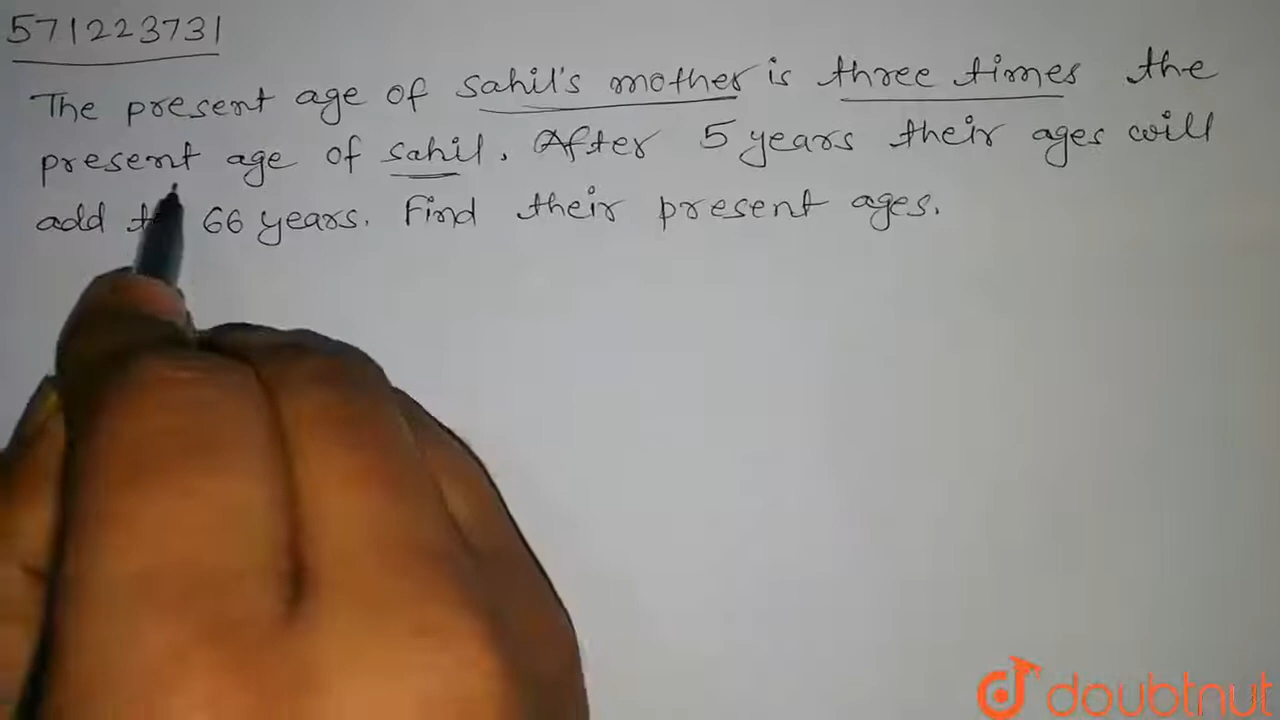 571223731
The present age of Sahil's mother is three times the
present age of Sahil. After 5 years their ages will
add to 66 years. Find their present ages.
doubtnut